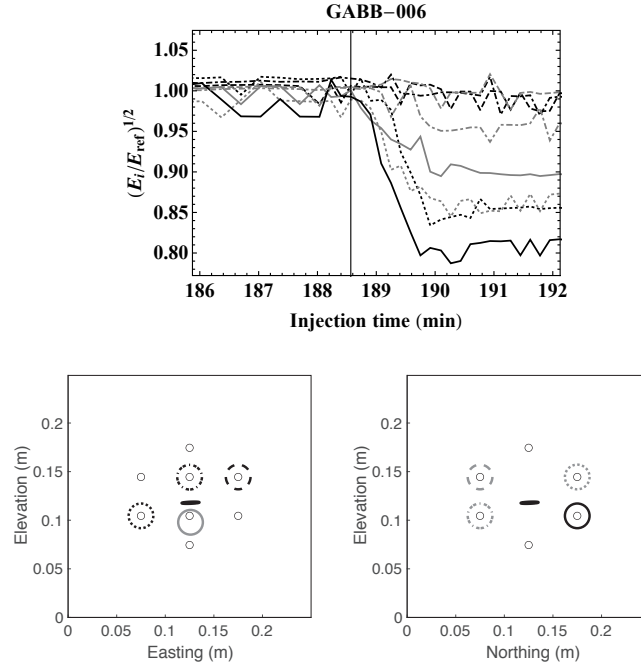 GABB−006
(E_i/E_ref)^1/2
1.05
1.00
0.95
0.90
0.85
0.80
186 187 188 189 190 191 192
Injection time (min)
Elevation (m)
0.2
0.15
0.1
0.05
0
0 0.05 0.1 0.15 0.2
Easting (m)
Elevation (m)
0.2
0.15
0.1
0.05
0
0 0.05 0.1 0.15 0.2
Northing (m)